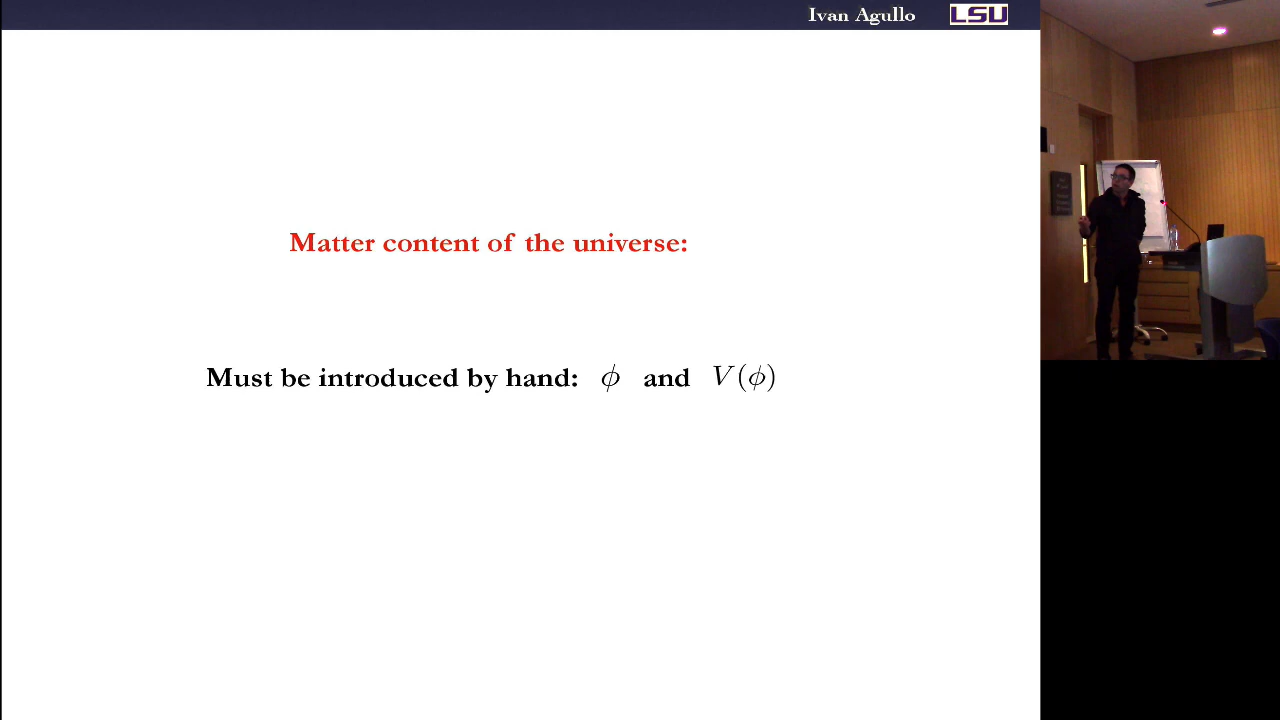 Ivan Agullo LSU
Matter content of the universe:
Must be introduced by hand: ϕ and V(ϕ)